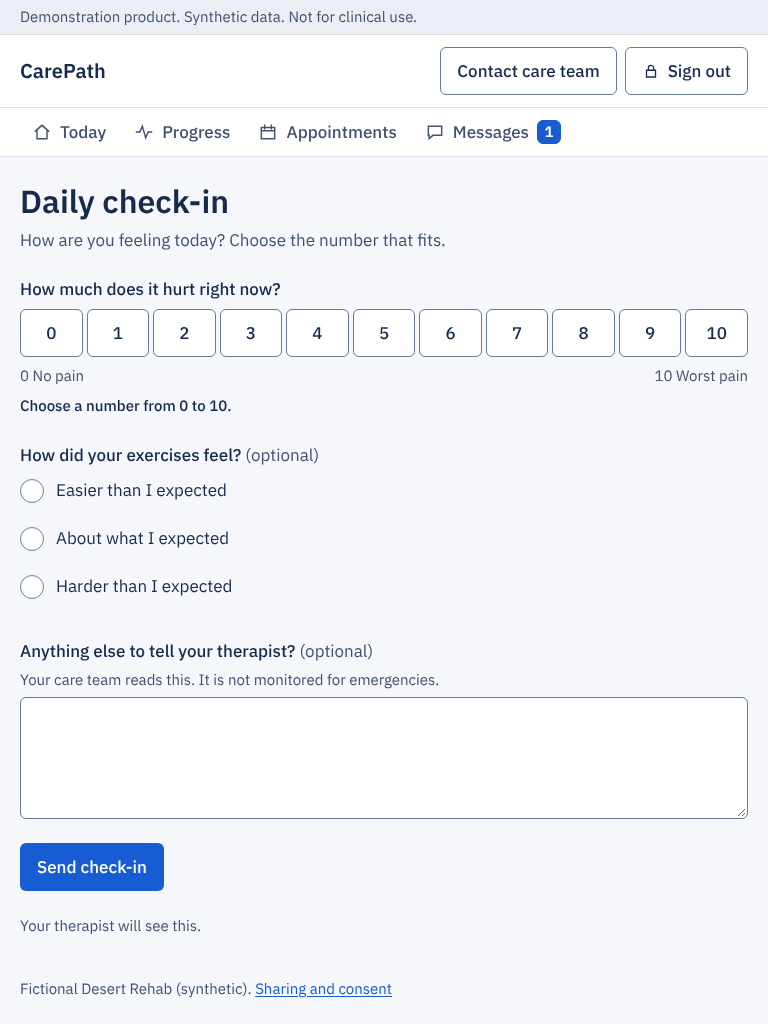 Demonstration product. Synthetic data. Not for clinical use.
CarePath
Contact care team
Sign out
Today
Progress
Appointments
Messages 1
Daily check-in
How are you feeling today? Choose the number that fits.
How much does it hurt right now?
0 1 2 3 4 5 6 7 8 9 10
0 No pain
10 Worst pain
Choose a number from 0 to 10.
How did your exercises feel? (optional)
Easier than I expected
About what I expected
Harder than I expected
Anything else to tell your therapist? (optional)
Your care team reads this. It is not monitored for emergencies.
Send check-in
Your therapist will see this.
Fictional Desert Rehab (synthetic). Sharing and consent